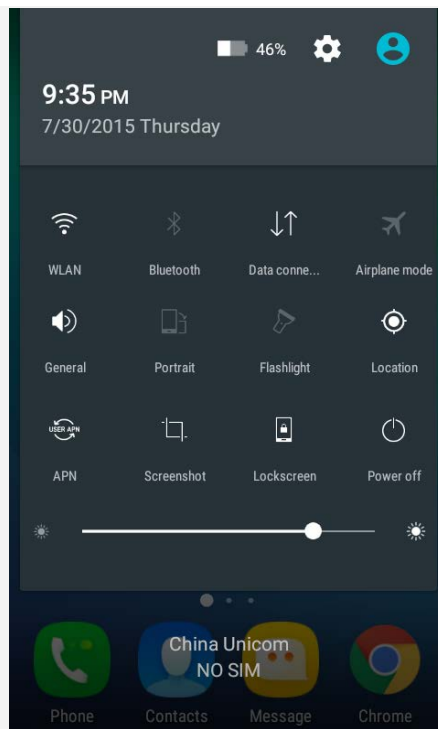 46%
9:35 PM
7/30/2015 Thursday
WLAN
Bluetooth
Data conne...
Airplane mode
General
Portrait
Flashlight
Location
USER APN
APN
Screenshot
Lockscreen
Power off
China Unicom
NO SIM
Phone
Contacts
Message
Chrome